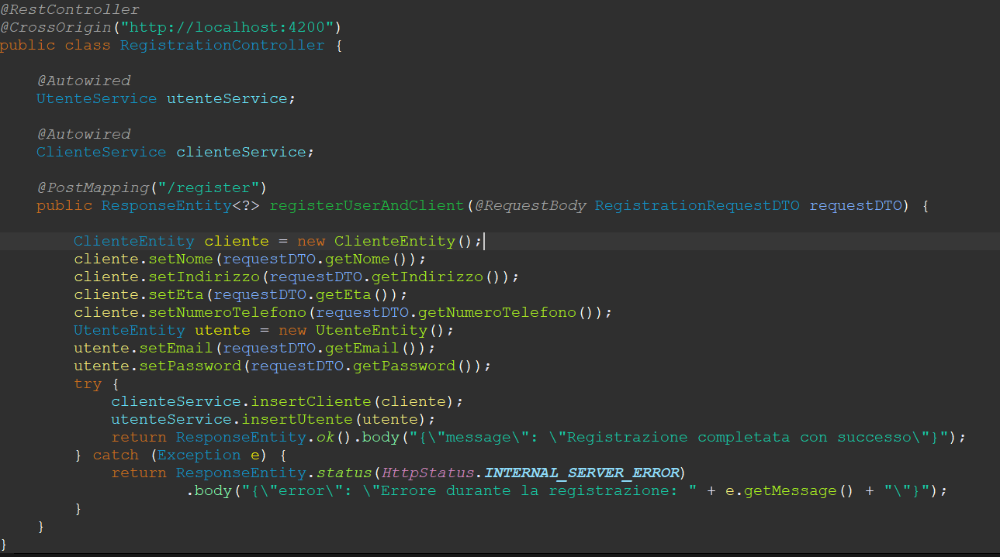 @RestController
@CrossOrigin("http://localhost:4200")
public class RegistrationController {
@Autowired
UtenteService utenteService;
@Autowired
ClienteService clienteService;
@PostMapping("/register")
public ResponseEntity<?> registerUserAndClient(@RequestBody RegistrationRequestDTO requestDTO) {
ClienteEntity cliente = new ClienteEntity();
cliente.setNome(requestDTO.getNome());
cliente.setIndirizzo(requestDTO.getIndirizzo());
cliente.setEta(requestDTO.getEta());
cliente.setNumeroTelefono(requestDTO.getNumeroTelefono());
UtenteEntity utente = new UtenteEntity();
utente.setEmail(requestDTO.getEmail());
utente.setPassword(requestDTO.getPassword());
try {
clienteService.insertCliente(cliente);
utenteService.insertUtente(utente);
return ResponseEntity.ok().body("{\"message\": \"Registrazione completata con successo\"}");
} catch (Exception e) {
return ResponseEntity.status(HttpStatus.INTERNAL_SERVER_ERROR)
.body("{\"error\": \"Errore durante la registrazione: " + e.getMessage() + "\"}");
}
}
}